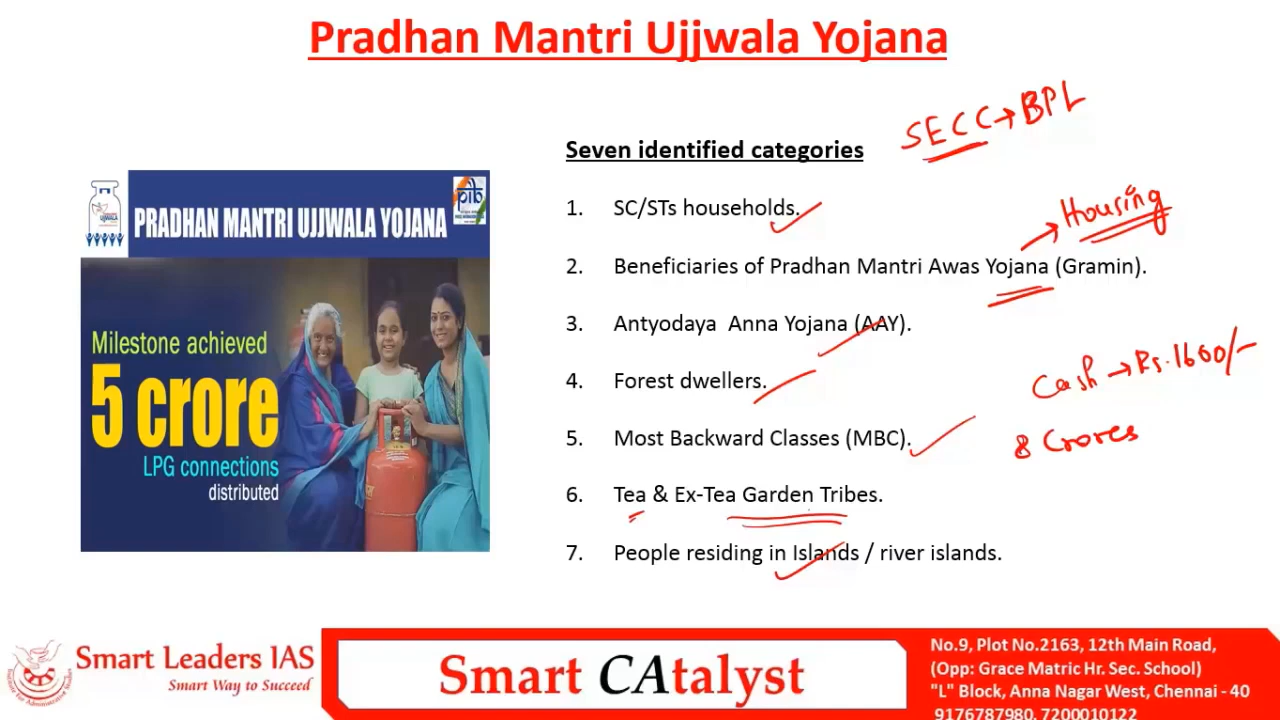 Pradhan Mantri Ujjwala Yojana
SECC → BPL
Seven identified categories
1. SC/STs households.
→ Housing
2. Beneficiaries of Pradhan Mantri Awas Yojana (Gramin).
3. Antyodaya Anna Yojana (AAY).
4. Forest dwellers.
Cash → Rs.1600/-
5. Most Backward Classes (MBC).
8 Crores
6. Tea & Ex-Tea Garden Tribes.
7. People residing in Islands / river islands.
PRADHAN MANTRI UJJWALA YOJANA
Milestone achieved
5 crore
LPG connections
distributed
Smart Leaders IAS
Smart Way to Succeed
Smart CAtalyst
No.9, Plot No.2163, 12th Main Road,
(Opp: Grace Matric Hr. Sec. School)
"L" Block, Anna Nagar West, Chennai - 40
9176787980, 7200010122